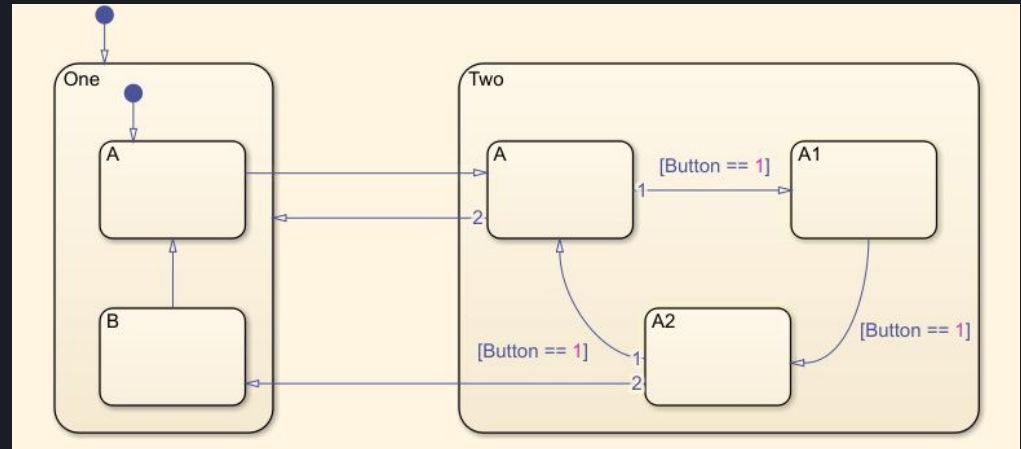 One
Two
A
A
[Button == 1]
A1
1
2
B
A2
[Button == 1]
[Button == 1]
1
2